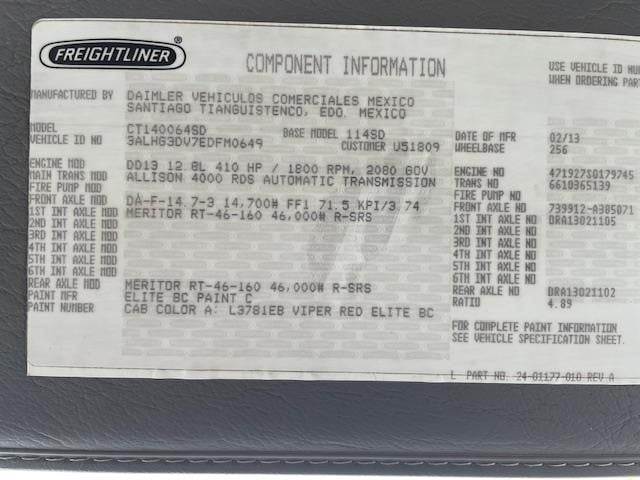 FREIGHTLINER®
COMPONENT INFORMATION
USE VEHICLE ID
WHEN ORDERING
MANUFACTURED BY DAIMLER VEHICULOS COMERCIALES MEXICO
SANTIAGO TIANGUISTENCO, EDO. MEXICO
MODEL CT140064SD BASE MODEL 114SD DATE OF MFR 02/13
VEHICLE ID NO 3ALHG3DV7EDFM0649 CUSTOMER U51809 WHEELBASE 256
ENGINE MOD DD13 12.8L 410 HP / 1800 RPM, 2080 GOV ENGINE NO 471927S0179745
MAIN TRANS MOD ALLISON 4000 RDS AUTOMATIC TRANSMISSION TRANS NO 6610365139
FIRE PUMP MOD FIRE PUMP NO
FRONT AXLE MOD DA-F-14.7-3 14,700# FF1 71.5 KPI/3.74 FRONT AXLE NO 739912-A385071
1ST INT AXLE MOD MERITOR RT-46-160 46,000# R-SRS 1ST INT AXLE NO DRA13021105
2ND INT AXLE MOD 2ND INT AXLE NO
3RD INT AXLE MOD 3RD INT AXLE NO
4TH INT AXLE MOD 4TH INT AXLE NO
5TH INT AXLE MOD 5TH INT AXLE NO
6TH INT AXLE MOD 6TH INT AXLE NO
REAR AXLE MOD MERITOR RT-46-160 46,000# R-SRS REAR AXLE NO DRA13021102
PAINT MFR ELITE BC PAINT C RATIO 4.89
PAINT NUMBER CAB COLOR A: L3781EB VIPER RED ELITE BC
FOR COMPLETE PAINT INFORMATION
SEE VEHICLE SPECIFICATION SHEET.
PART NO. 24-01177-010 REV A